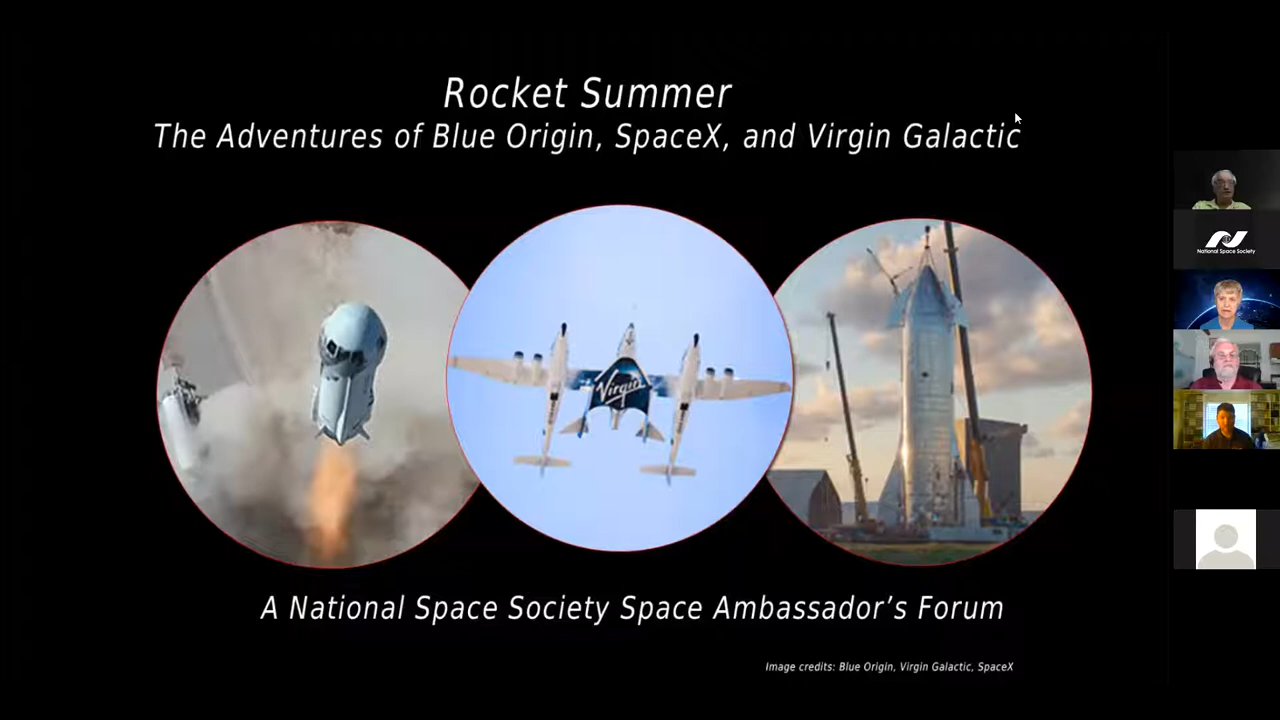 Rocket Summer
The Adventures of Blue Origin, SpaceX, and Virgin Galactic
Virgin
National Space Society
A National Space Society Space Ambassador’s Forum
Image credits: Blue Origin, Virgin Galactic, SpaceX